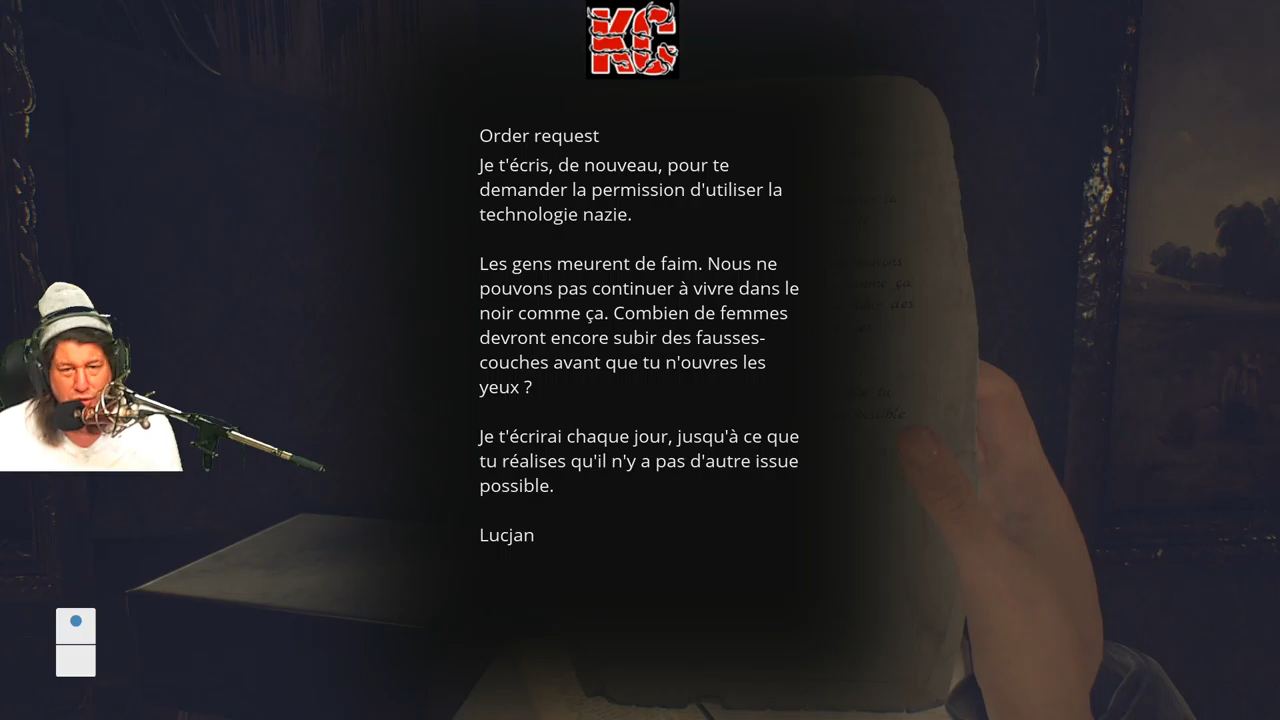 KC
Order request
Je t'écris, de nouveau, pour te
demander la permission d'utiliser la
technologie nazie.
Les gens meurent de faim. Nous ne
pouvons pas continuer à vivre dans le
noir comme ça. Combien de femmes
devront encore subir des fausses-
couches avant que tu n'ouvres les
yeux ?
Je t'écrirai chaque jour, jusqu'à ce que
tu réalises qu'il n'y a pas d'autre issue
possible.
Lucjan